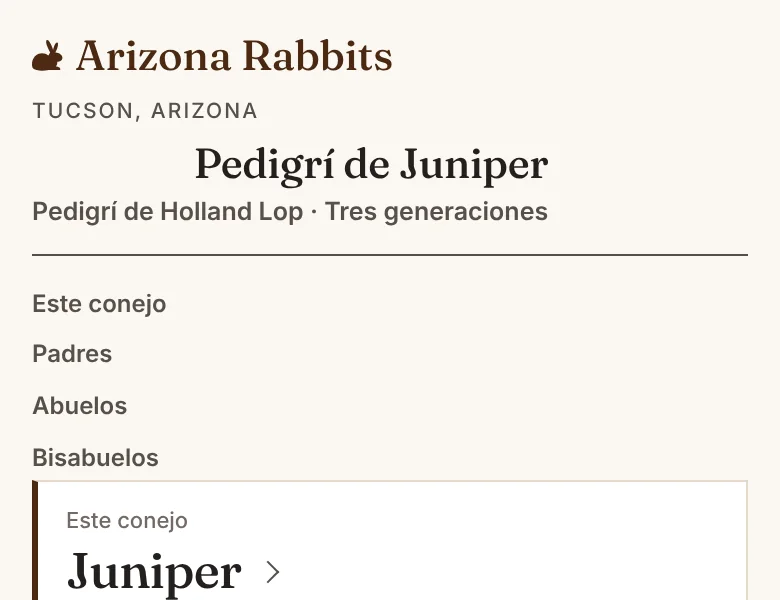 Arizona Rabbits
TUCSON, ARIZONA
Pedigrí de Juniper
Pedigrí de Holland Lop · Tres generaciones
Este conejo
Padres
Abuelos
Bisabuelos
Este conejo
Juniper